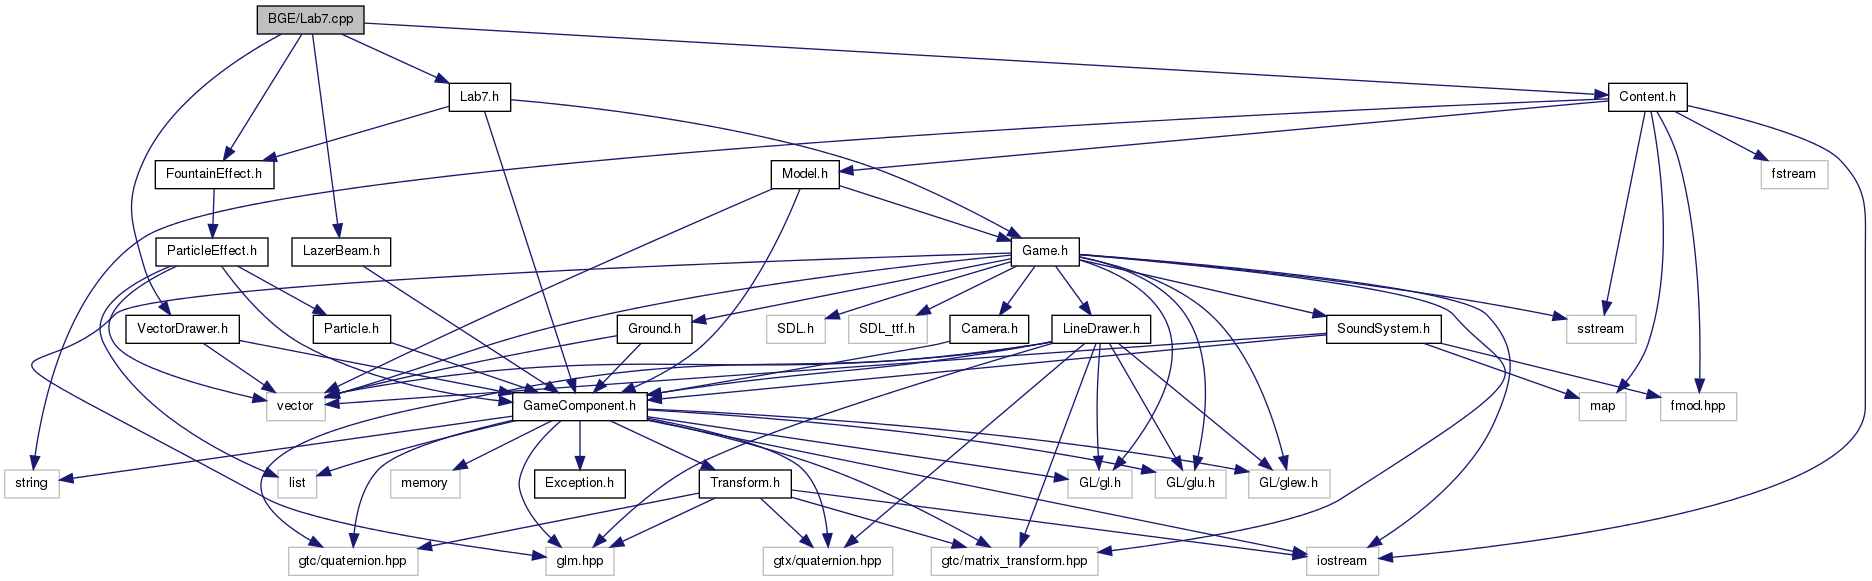 BGE/Lab7.cpp
Lab7.h
Content.h
FountainEffect.h
Model.h
fstream
ParticleEffect.h
LazerBeam.h
Game.h
VectorDrawer.h
Particle.h
Ground.h
SDL.h
SDL_ttf.h
Camera.h
LineDrawer.h
SoundSystem.h
sstream
vector
GameComponent.h
map
fmod.hpp
string
list
memory
Exception.h
Transform.h
GL/gl.h
GL/glu.h
GL/glew.h
gtc/quaternion.hpp
glm.hpp
gtx/quaternion.hpp
gtc/matrix_transform.hpp
iostream